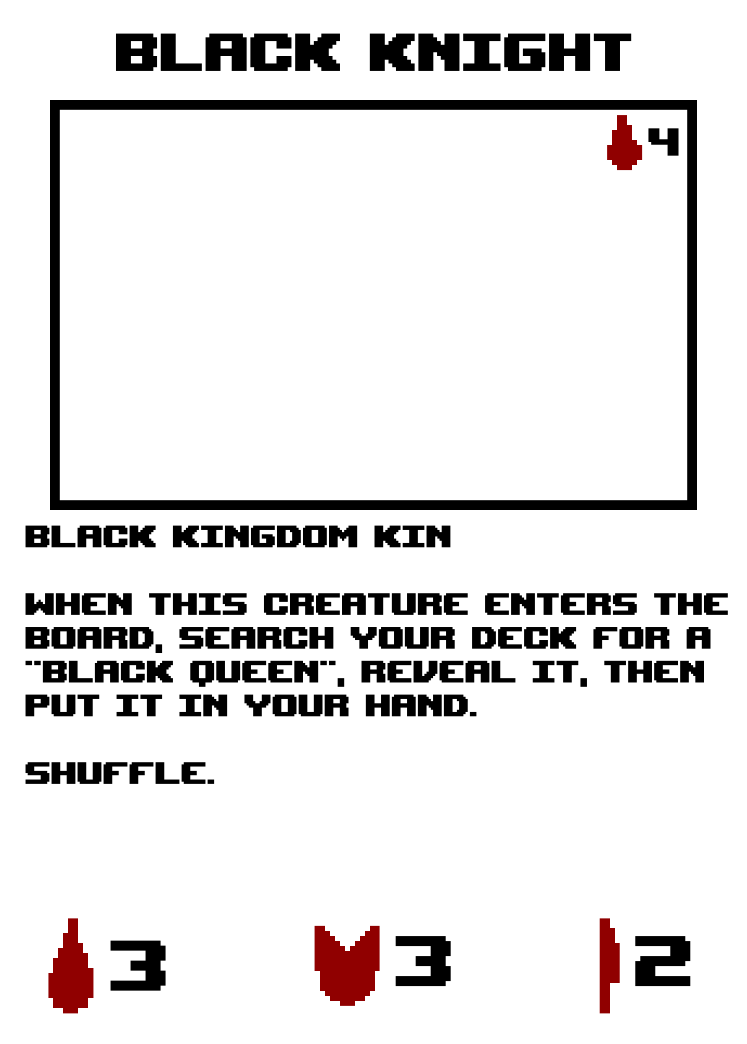 BLACK KNIGHT
4
BLACK KINGDOM KIN
WHEN THIS CREATURE ENTERS THE
BOARD, SEARCH YOUR DECK FOR A
"BLACK QUEEN", REVEAL IT, THEN
PUT IT IN YOUR HAND.
SHUFFLE.
3 3 2